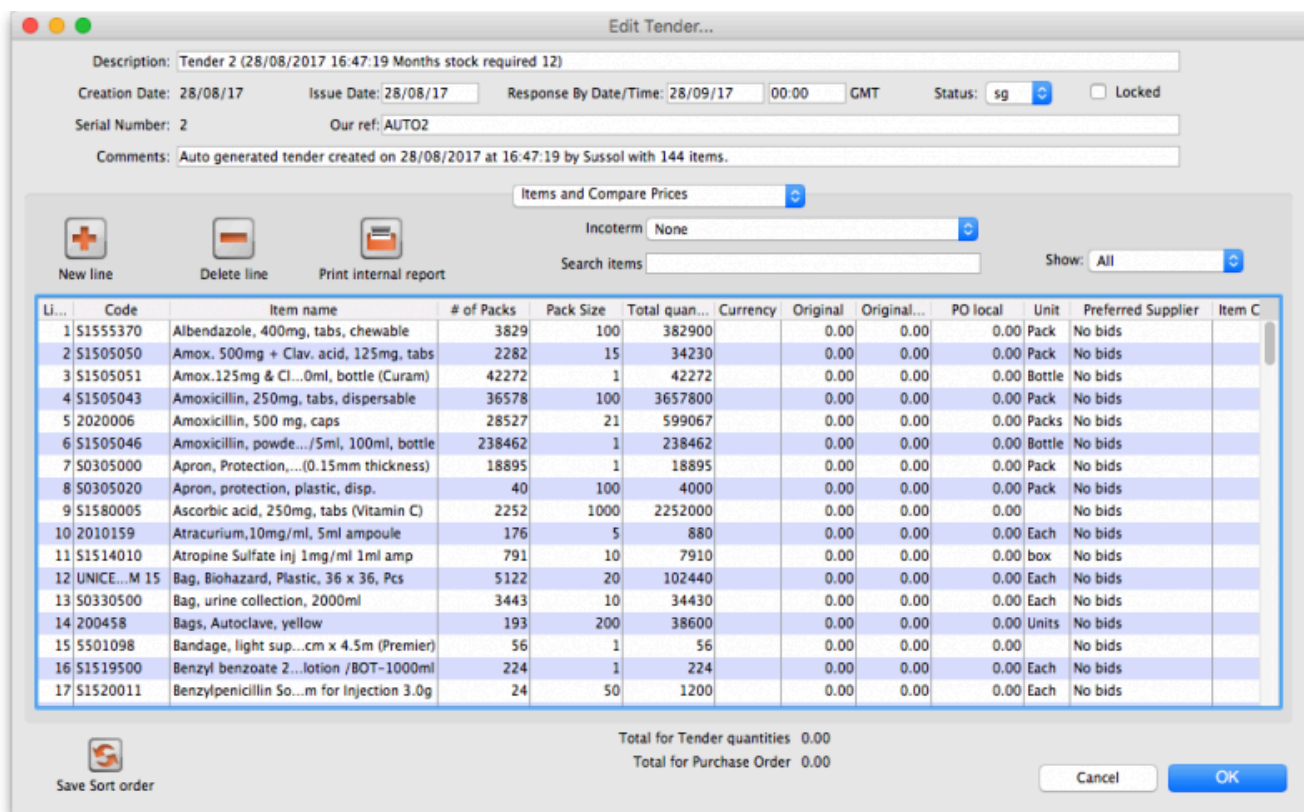 Edit Tender...
Description: Tender 2 (28/08/2017 16:47:19 Months stock required 12)
Creation Date: 28/08/17 Issue Date: 28/08/17 Response By Date/Time: 28/09/17 00:00 GMT Status: sg Locked
Serial Number: 2 Our ref: AUTO2
Comments: Auto generated tender created on 28/08/2017 at 16:47:19 by Sussol with 144 items.
Items and Compare Prices
Incoterm None
New line Delete line Print internal report Search items Show: All
Li... Code Item name # of Packs Pack Size Total quan... Currency Original Original... PO local Unit Preferred Supplier Item C
1 S1555370 Albendazole, 400mg, tabs, chewable 3829 100 382900 0.00 0.00 0.00 Pack No bids
2 S1505050 Amox. 500mg + Clav. acid, 125mg, tabs 2282 15 34230 0.00 0.00 0.00 Pack No bids
3 S1505051 Amox.125mg & Cl...0ml, bottle (Curam) 42272 1 42272 0.00 0.00 0.00 Bottle No bids
4 S1505043 Amoxicillin, 250mg, tabs, dispersable 36578 100 3657800 0.00 0.00 0.00 Pack No bids
5 2020006 Amoxicillin, 500 mg, caps 28527 21 599067 0.00 0.00 0.00 Packs No bids
6 S1505046 Amoxicillin, powde.../5ml, 100ml, bottle 238462 1 238462 0.00 0.00 0.00 Bottle No bids
7 S0305000 Apron, Protection,...(0.15mm thickness) 18895 1 18895 0.00 0.00 0.00 Pack No bids
8 S0305020 Apron, protection, plastic, disp. 40 100 4000 0.00 0.00 0.00 Pack No bids
9 S1580005 Ascorbic acid, 250mg, tabs (Vitamin C) 2252 1000 2252000 0.00 0.00 0.00 No bids
10 2010159 Atracurium,10mg/ml, 5ml ampoule 176 5 880 0.00 0.00 0.00 Each No bids
11 S1514010 Atropine Sulfate inj 1mg/ml 1ml amp 791 10 7910 0.00 0.00 0.00 box No bids
12 UNICE...M 15 Bag, Biohazard, Plastic, 36 x 36, Pcs 5122 20 102440 0.00 0.00 0.00 Each No bids
13 S0330500 Bag, urine collection, 2000ml 3443 10 34430 0.00 0.00 0.00 Each No bids
14 200458 Bags, Autoclave, yellow 193 200 38600 0.00 0.00 0.00 Units No bids
15 5501098 Bandage, light sup...cm x 4.5m (Premier) 56 1 56 0.00 0.00 0.00 No bids
16 S1519500 Benzyl benzoate 2...lotion /BOT-1000ml 224 1 224 0.00 0.00 0.00 Each No bids
17 S1520011 Benzylpenicillin So...m for Injection 3.0g 24 50 1200 0.00 0.00 0.00 Each No bids
Total for Tender quantities 0.00
Total for Purchase Order 0.00
Save Sort order Cancel OK